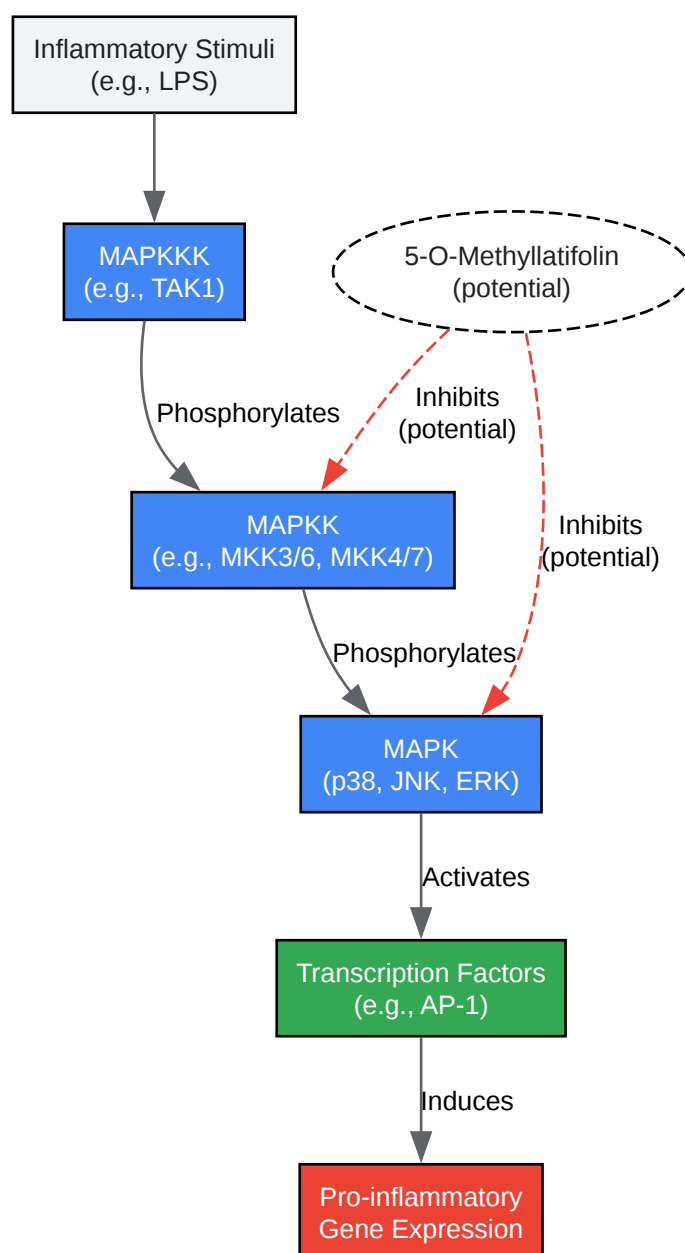 Inflammatory Stimuli
(e.g., LPS)
MAPKKK
(e.g., TAK1)
5-O-Methyllatifolin
(potential)
Phosphorylates
Inhibits
(potential)
MAPKK
(e.g., MKK3/6, MKK4/7)
Inhibits
(potential)
Phosphorylates
MAPK
(p38, JNK, ERK)
Activates
Transcription Factors
(e.g., AP-1)
Induces
Pro-inflammatory
Gene Expression